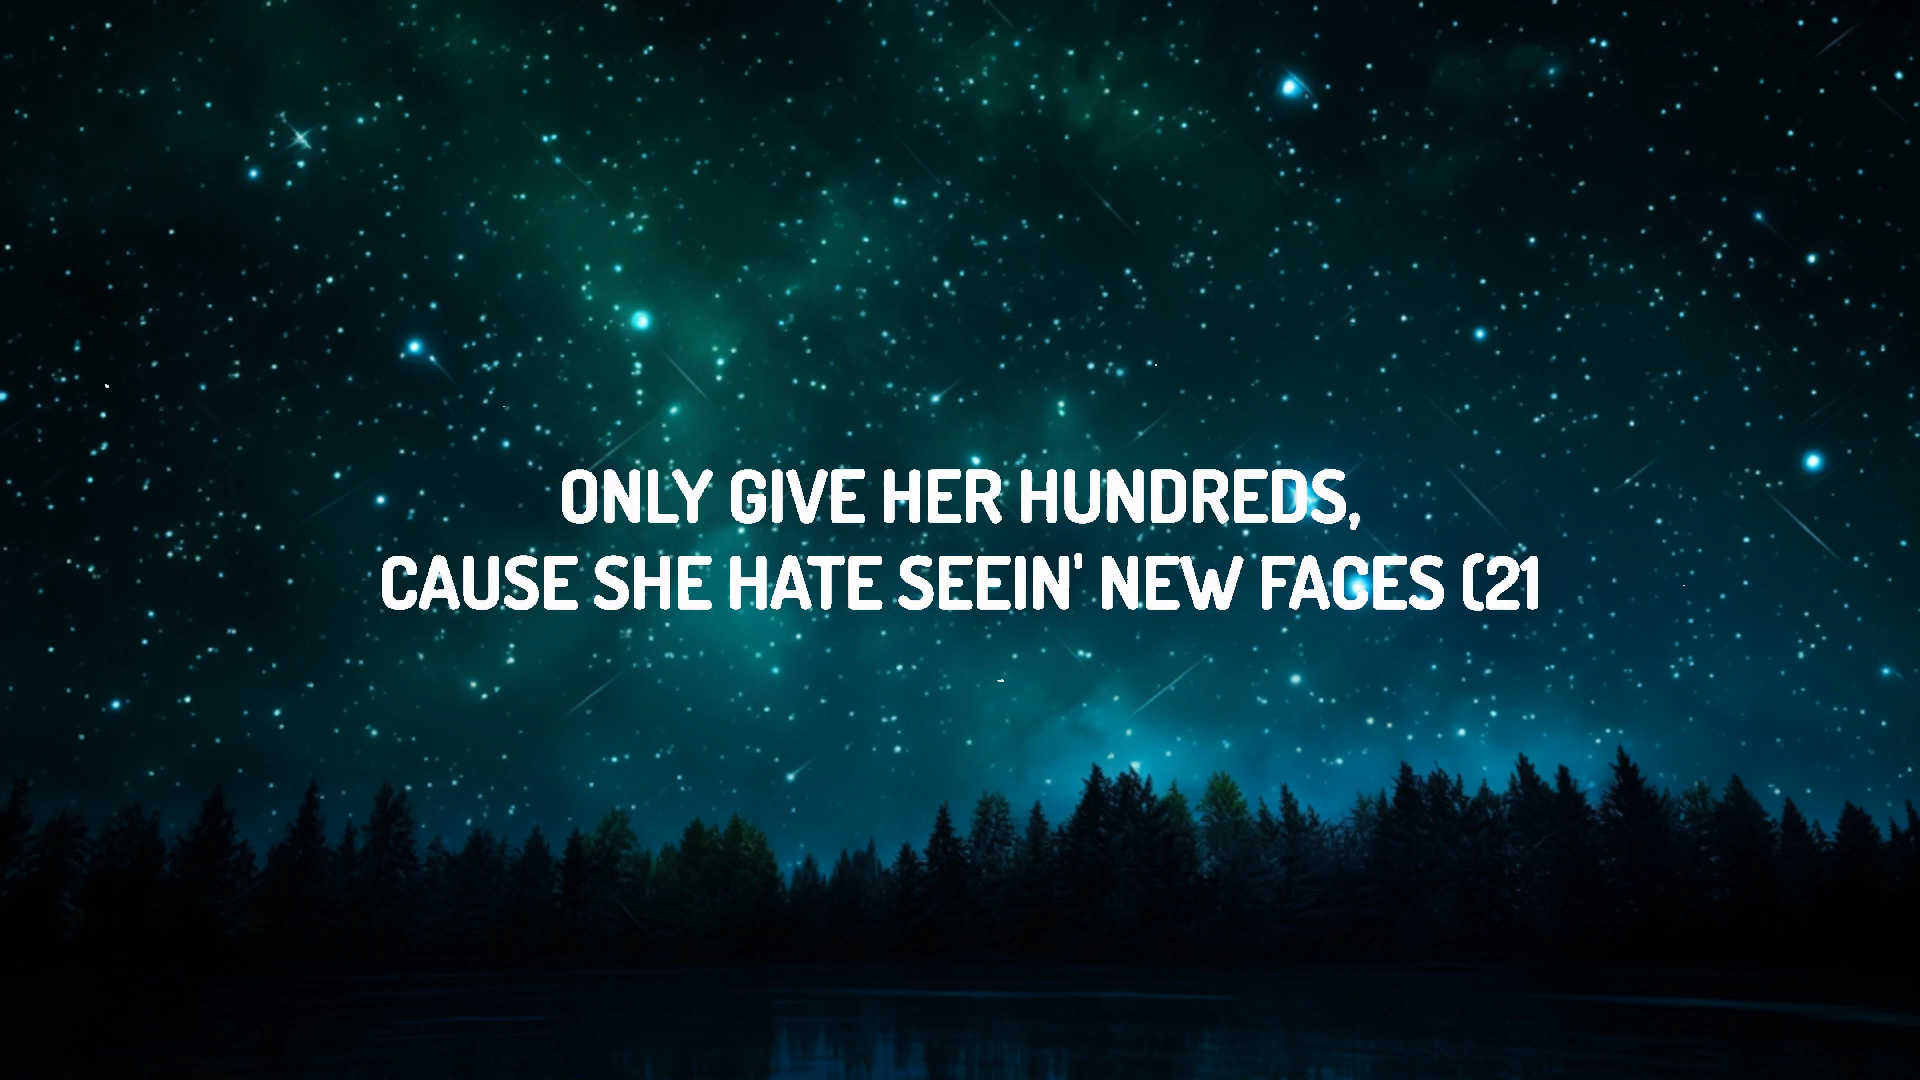 ONLY GIVE HER HUNDREDS,
CAUSE SHE HATE SEEIN' NEW FACES (21